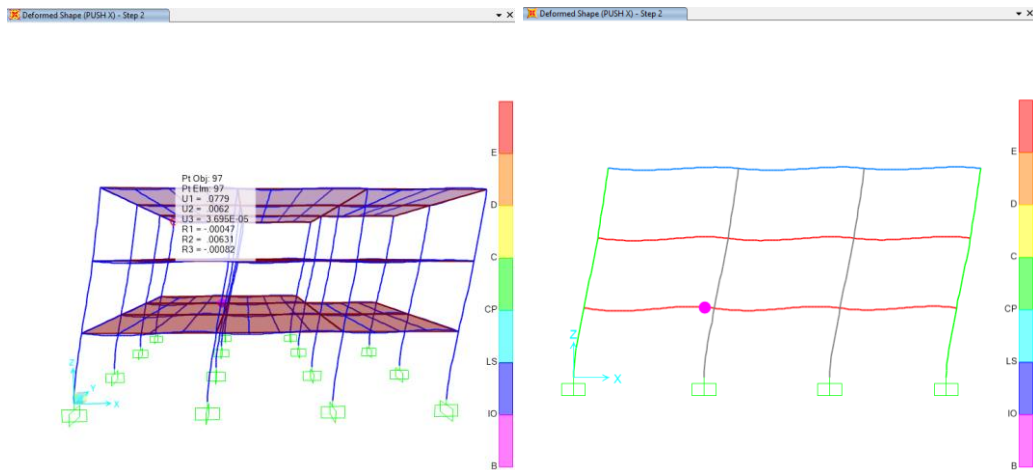 Deformed Shape (PUSH X) - Step 2
Pt Obj: 97
Pt Elm: 97
U1 = .0779
U2 = .0062
U3 = 3.695E-05
R1 = -.00047
R2 = .00631
R3 = -.00082
Z
Y
X
E
D
C
CP
LS
IO
B
Deformed Shape (PUSH X) - Step 2
Z
X
E
D
C
CP
LS
IO
B